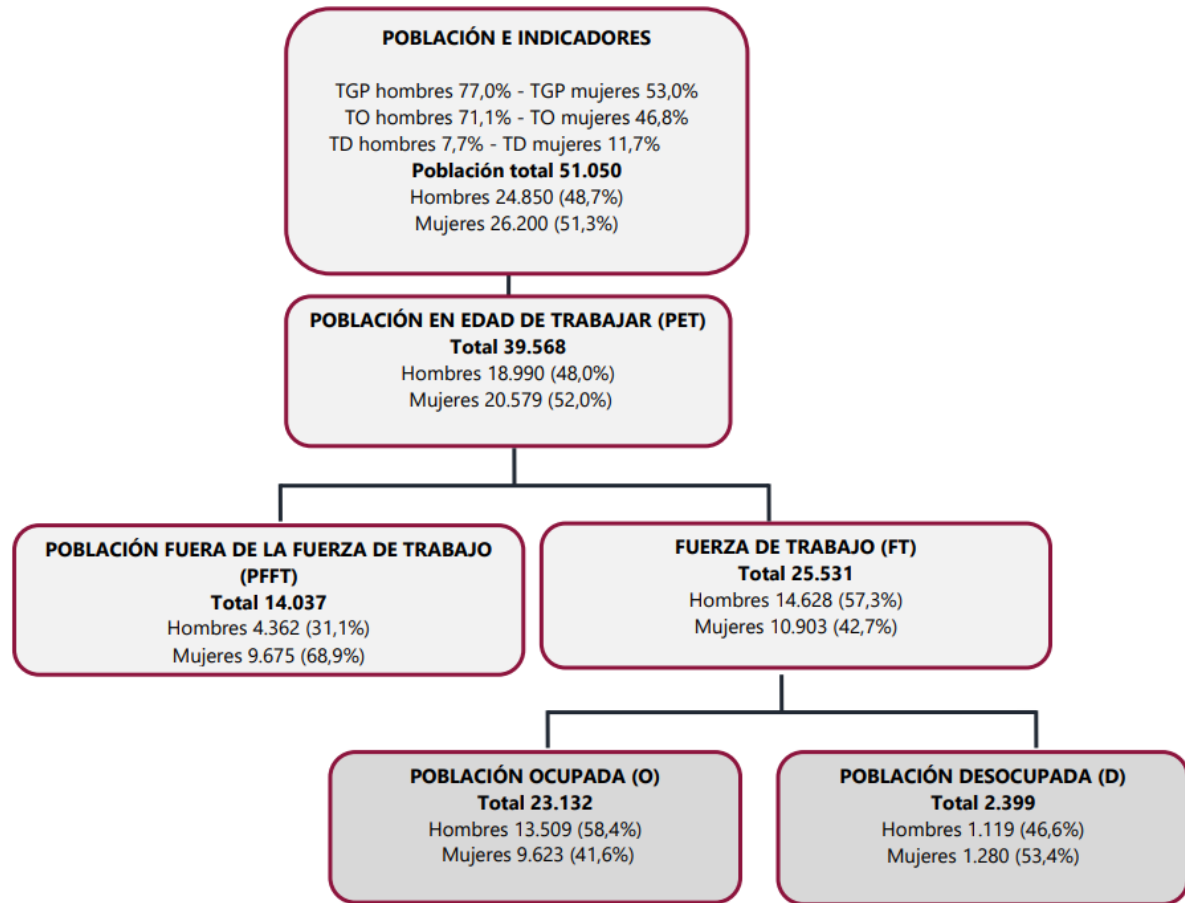 POBLACIÓN E INDICADORES
TGP hombres 77,0% - TGP mujeres 53,0%
TO hombres 71,1% - TO mujeres 46,8%
TD hombres 7,7% - TD mujeres 11,7%
Población total 51.050
Hombres 24.850 (48,7%)
Mujeres 26.200 (51,3%)
POBLACIÓN EN EDAD DE TRABAJAR (PET)
Total 39.568
Hombres 18.990 (48,0%)
Mujeres 20.579 (52,0%)
POBLACIÓN FUERA DE LA FUERZA DE TRABAJO
(PFFT)
Total 14.037
Hombres 4.362 (31,1%)
Mujeres 9.675 (68,9%)
FUERZA DE TRABAJO (FT)
Total 25.531
Hombres 14.628 (57,3%)
Mujeres 10.903 (42,7%)
POBLACIÓN OCUPADA (O)
Total 23.132
Hombres 13.509 (58,4%)
Mujeres 9.623 (41,6%)
POBLACIÓN DESOCUPADA (D)
Total 2.399
Hombres 1.119 (46,6%)
Mujeres 1.280 (53,4%)